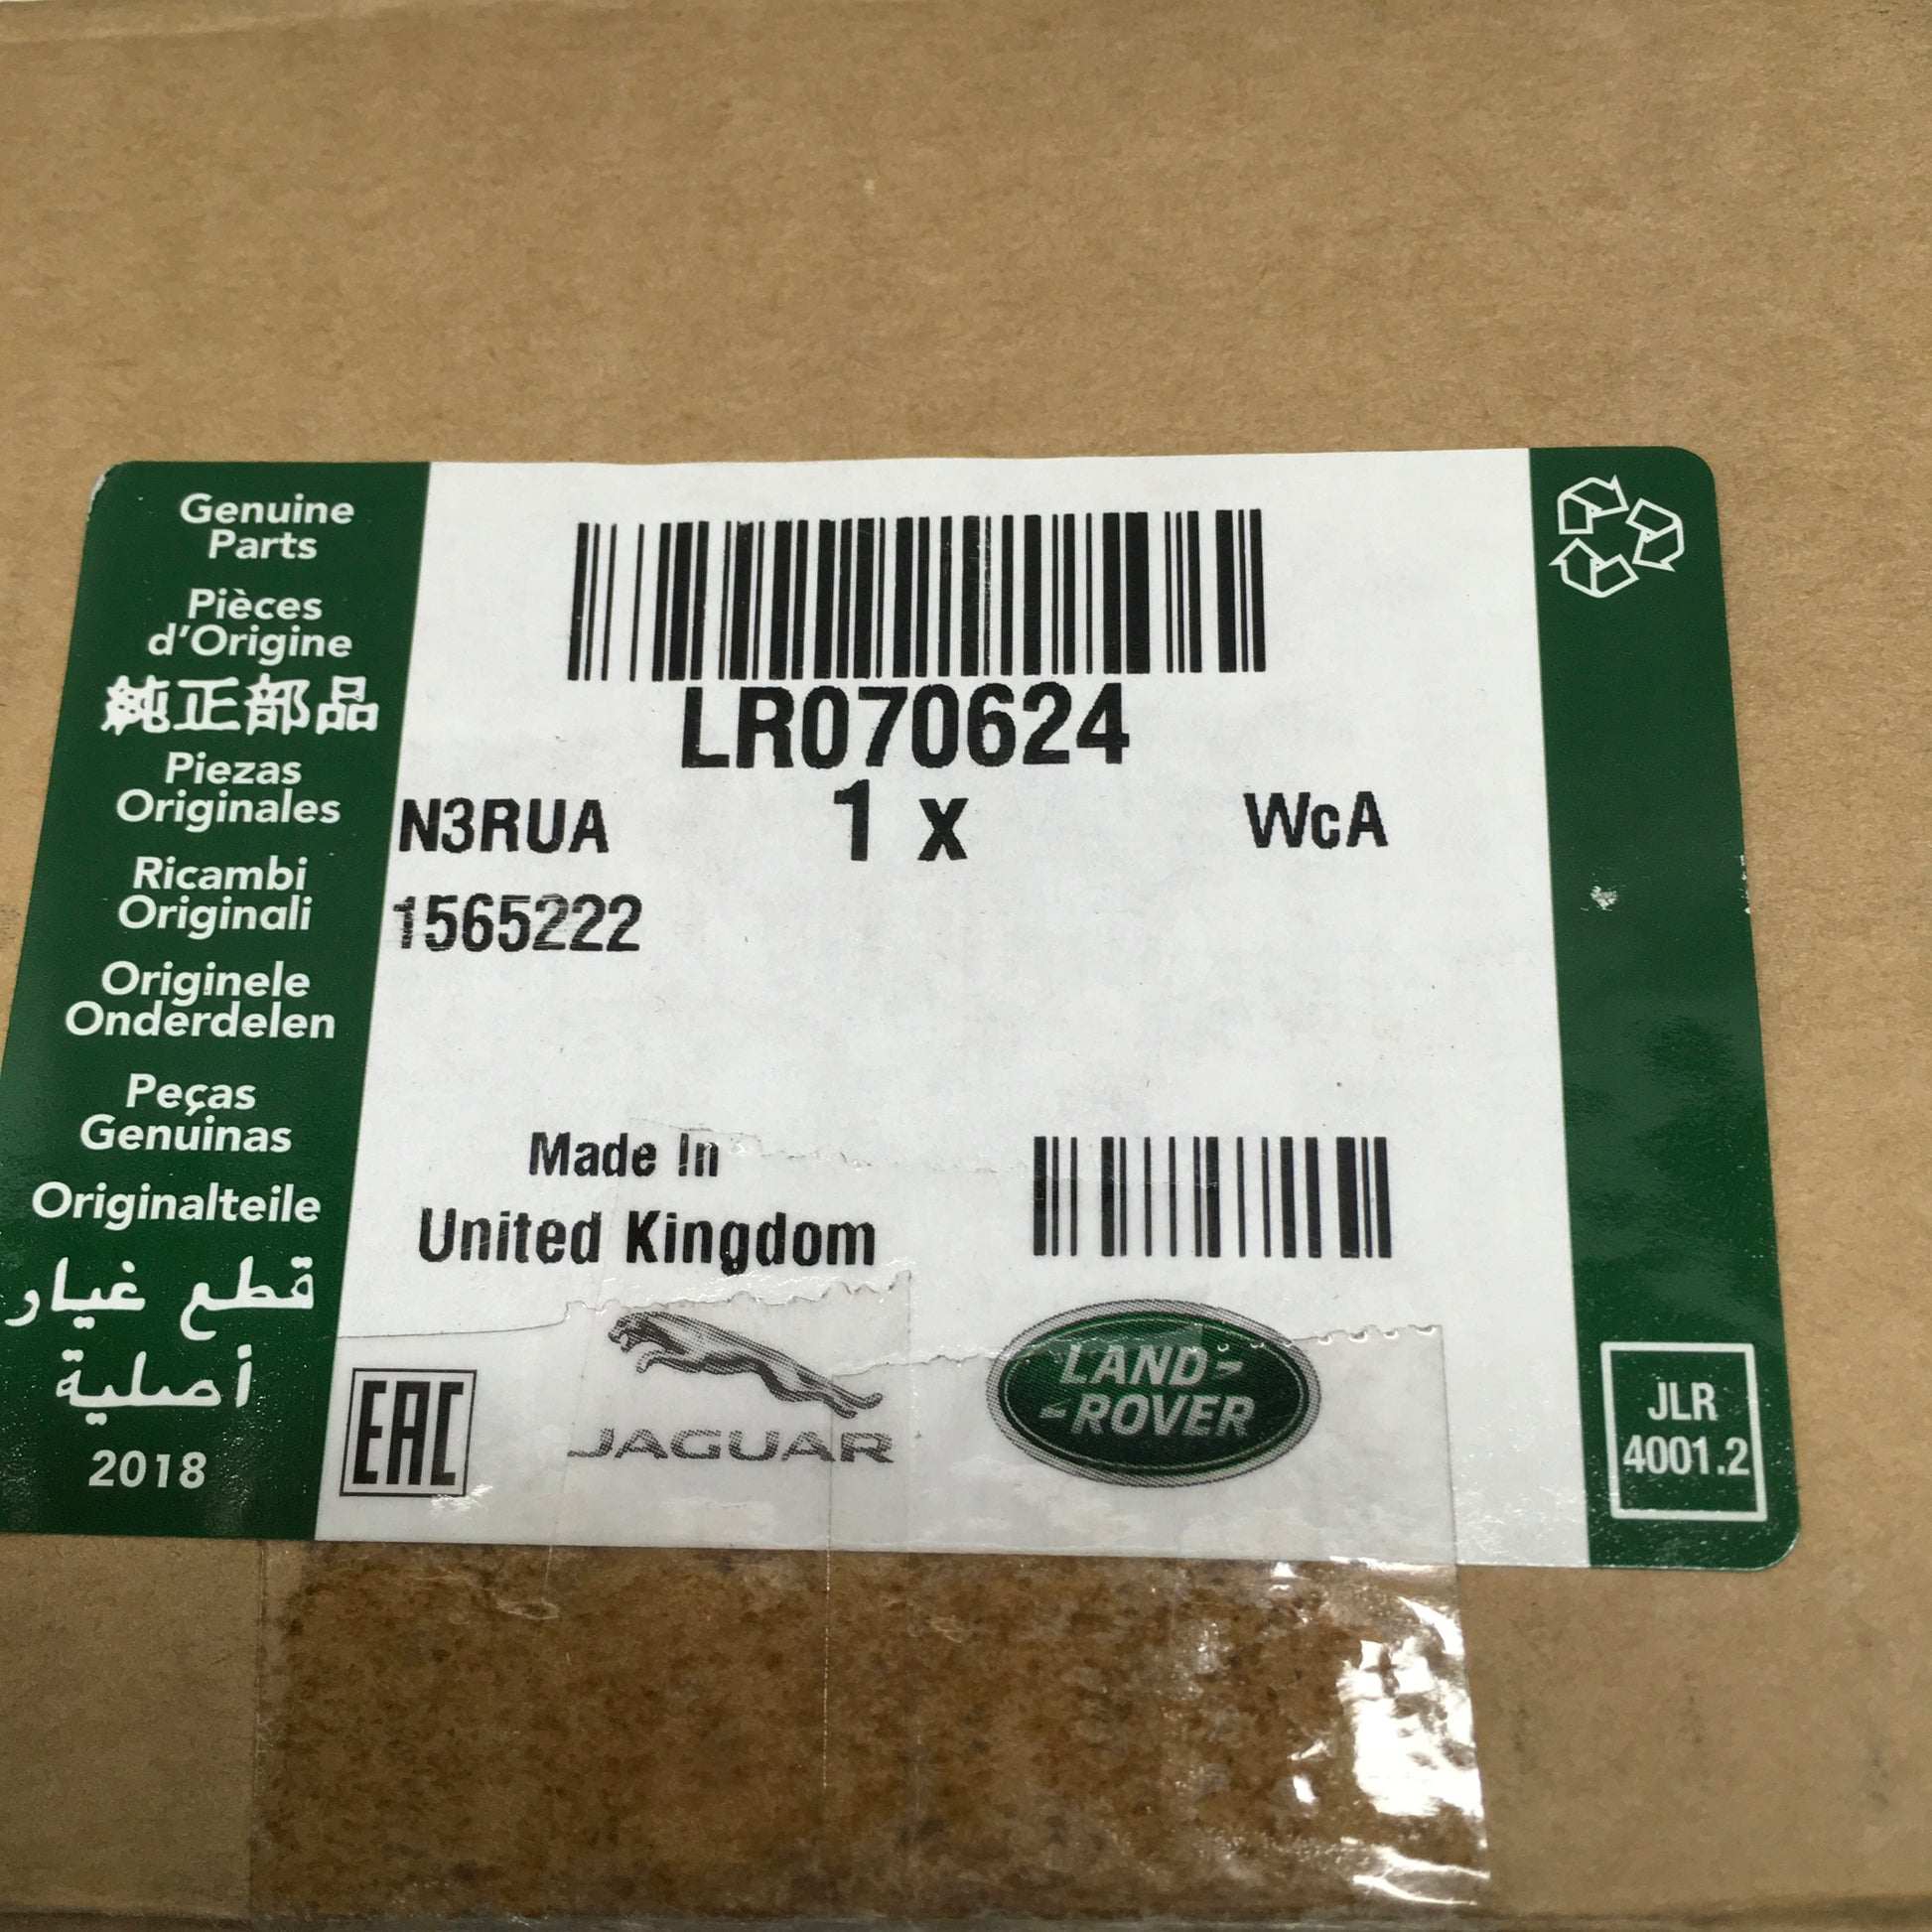 Genuine
Parts
Pièces
d'Origine
純正部品
Piezas
Originales
Ricambi
Originali
Originele
Onderdelen
Peças
Genuinas
Originalteile
قطع غيار
أصلية
2018
LR070624
N3RUA 1 x WcA
1565222
Made In
United Kingdom
EAC
JAGUAR
LAND-
-ROVER
JLR
4001.2